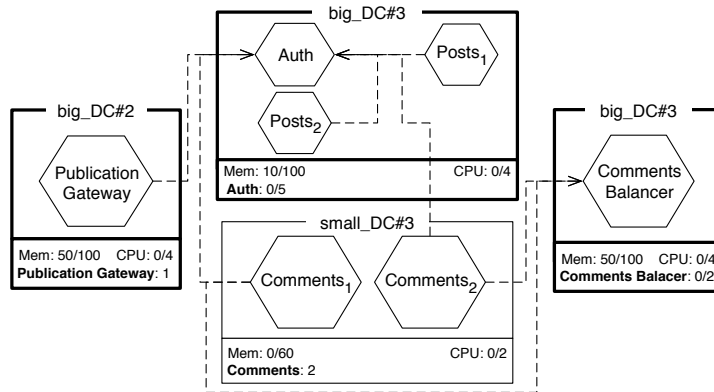 big_DC#3
Auth
Posts1
Posts2
Mem: 10/100 CPU: 0/4
Auth: 0/5
big_DC#2
Publication
Gateway
Mem: 50/100 CPU: 0/4
Publication Gateway: 1
big_DC#3
Comments
Balancer
Mem: 50/100 CPU: 0/4
Comments Balacer: 0/2
small_DC#3
Comments1
Comments2
Mem: 0/60 CPU: 0/2
Comments: 2